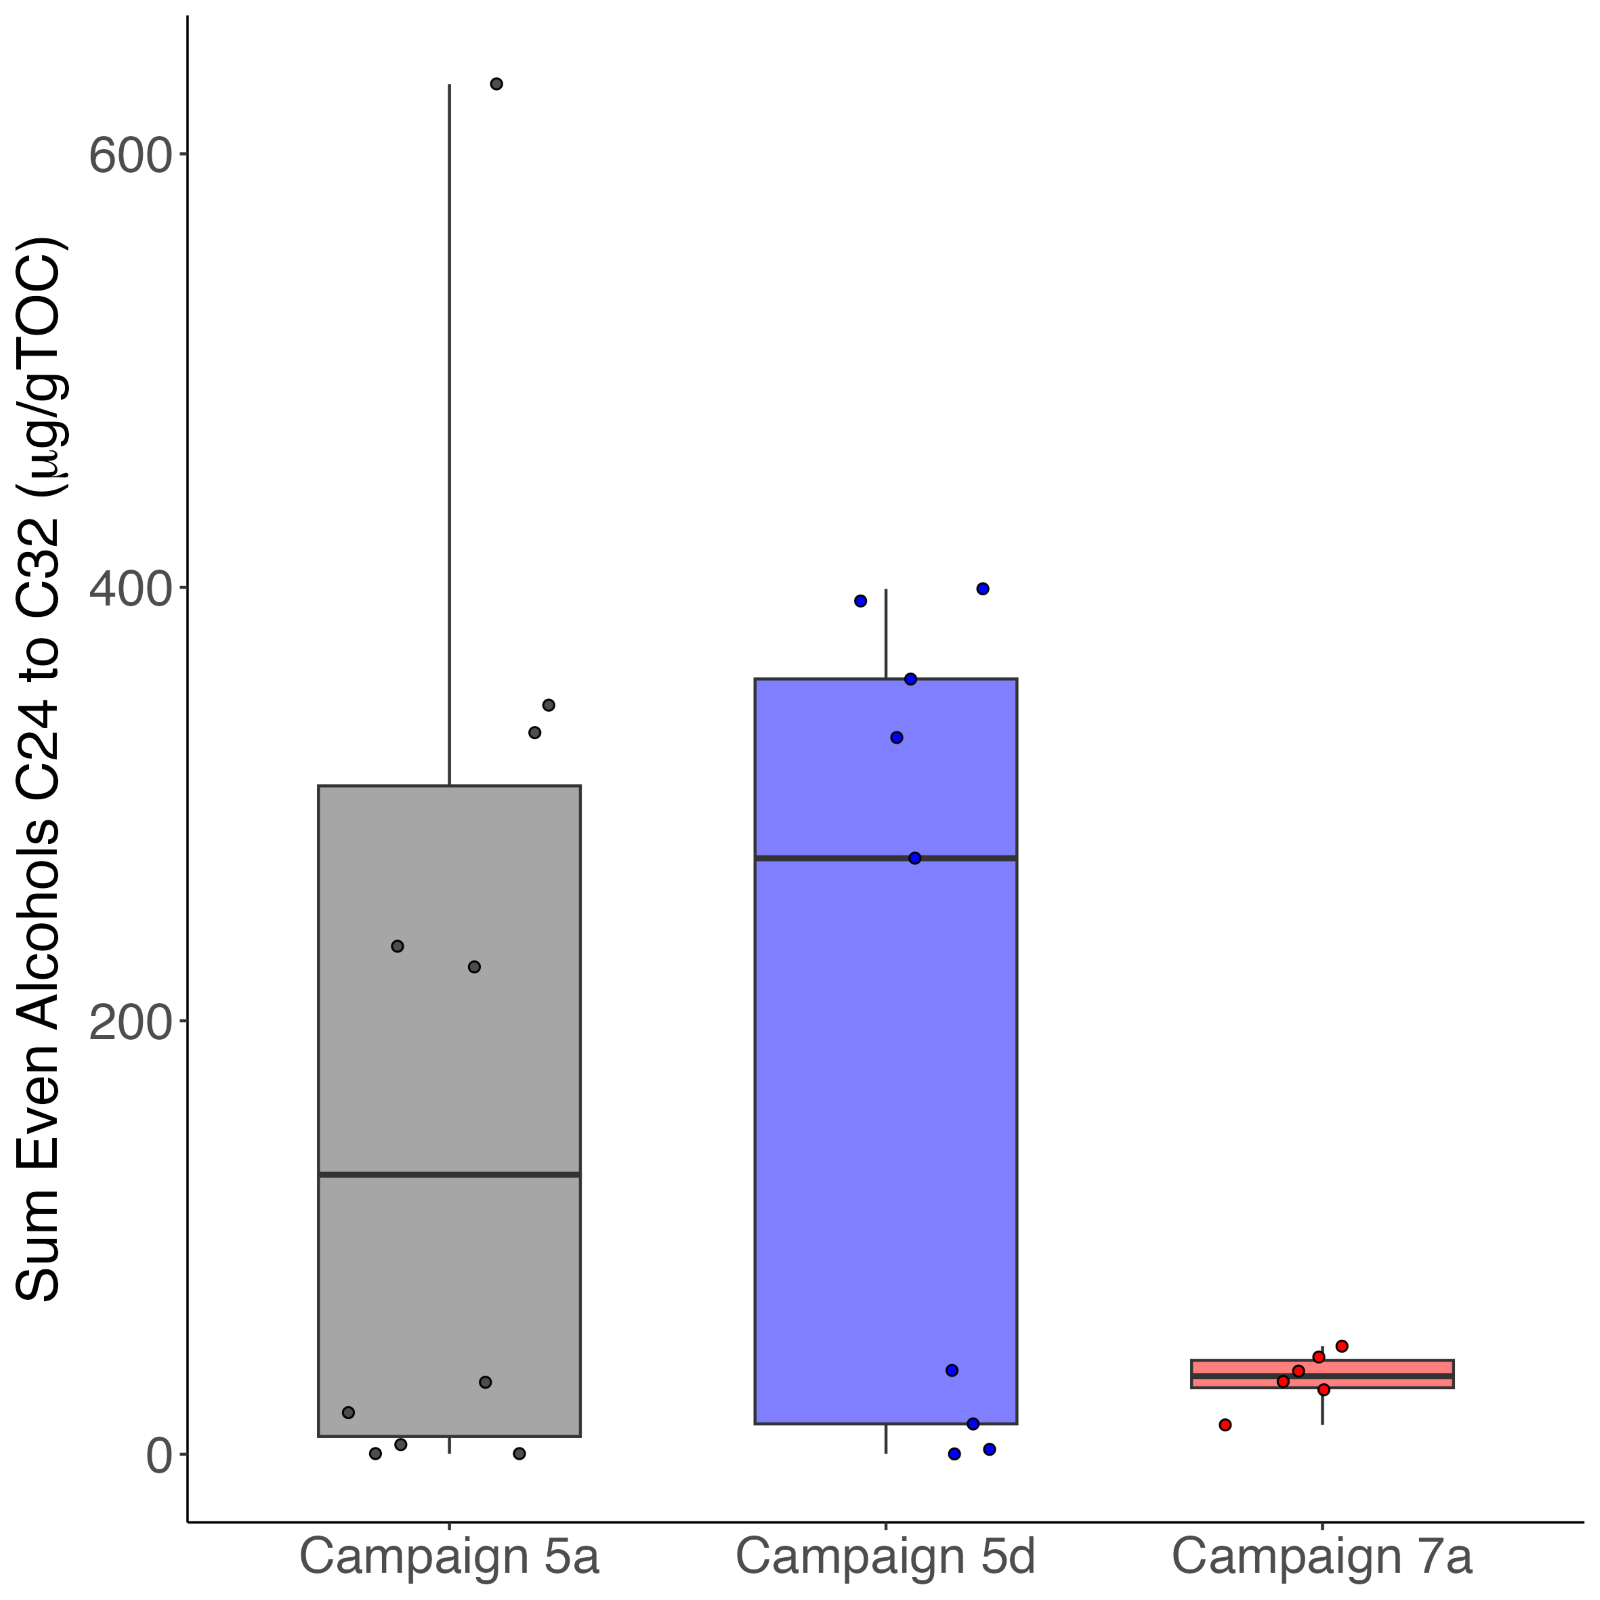 Sum Even Alcohols C24 to C32 (μg/gTOC)
600
400
200
0
Campaign 5a
Campaign 5d
Campaign 7a